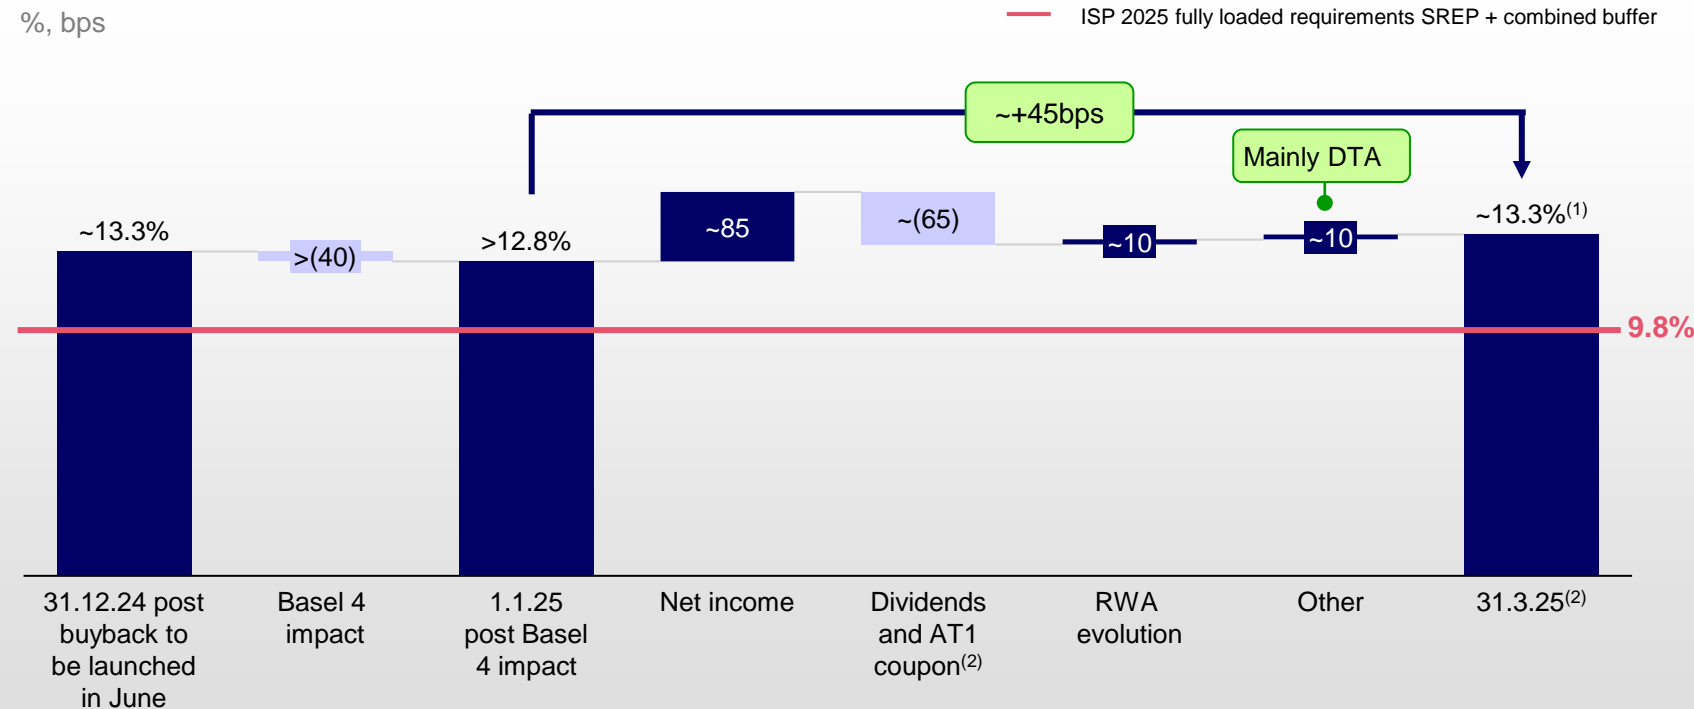 %, bps
ISP 2025 fully loaded requirements SREP + combined buffer
~+45bps
Mainly DTA
~13.3%
>(40)
>12.8%
~85
~(65)
~10
~10
~13.3%(1)
9.8%
31.12.24 post
buyback to
be launched
in June
Basel 4
impact
1.1.25
post Basel
4 impact
Net income
Dividends
and AT1
coupon(2)
RWA
evolution
Other
31.3.25(2)